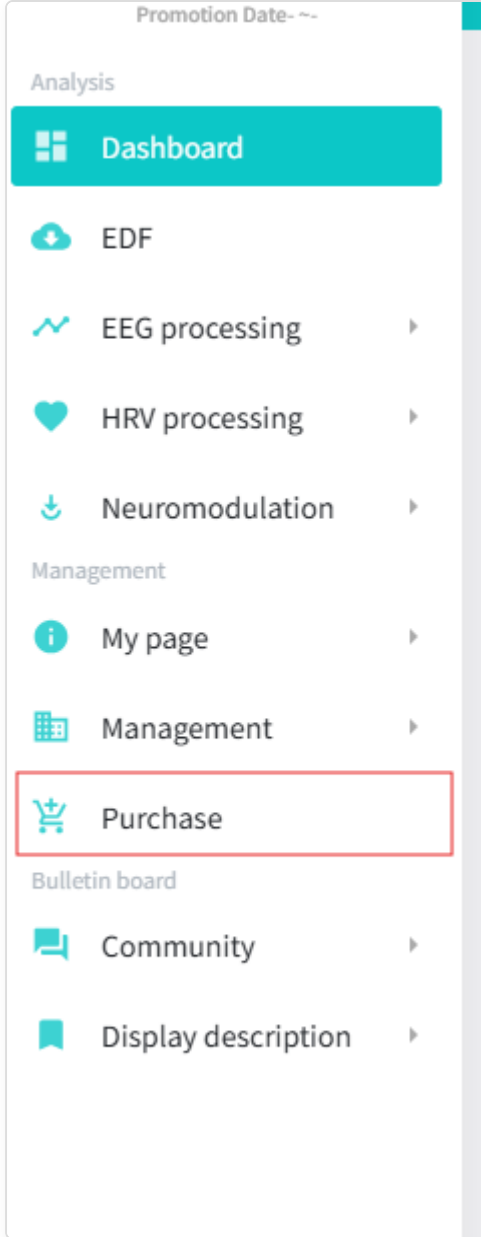 Promotion Date- ~-
Analysis
Dashboard
EDF
EEG processing
HRV processing
Neuromodulation
Management
My page
Management
Purchase
Bulletin board
Community
Display description